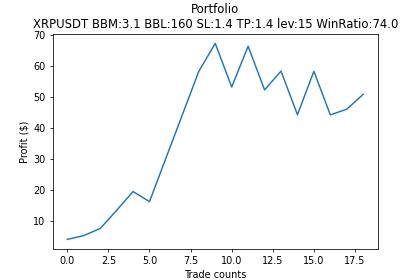 Portfolio
XRPUSDT BBM:3.1 BBL:160 SL:1.4 TP:1.4 lev:15 WinRatio:74.0
70
60
50
40
30
20
10
Profit ($)
0.0 2.5 5.0 7.5 10.0 12.5 15.0 17.5
Trade counts